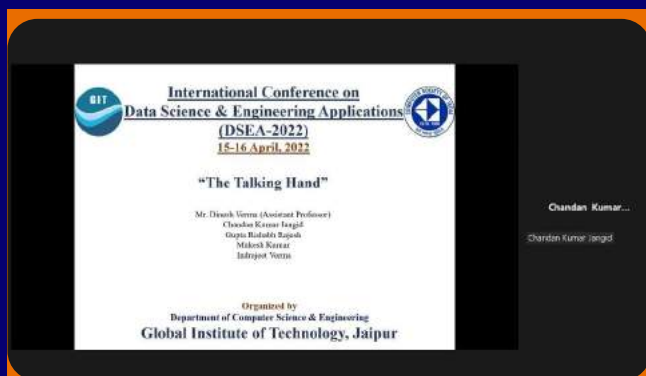 GIT
International Conference on
Data Science & Engineering Applications
(DSEA-2022)
15-16 April, 2022
“The Talking Hand”
Mr. Dinesh Verma (Assistant Professor)
Chandan Kumar Jangid
Gupta Rishabh Rajesh
Mukesh Kumar
Indrajeet Verma
Organized by
Department of Computer Science & Engineering
Global Institute of Technology, Jaipur
Chandan Kumar...
Chandan Kumar Jangid